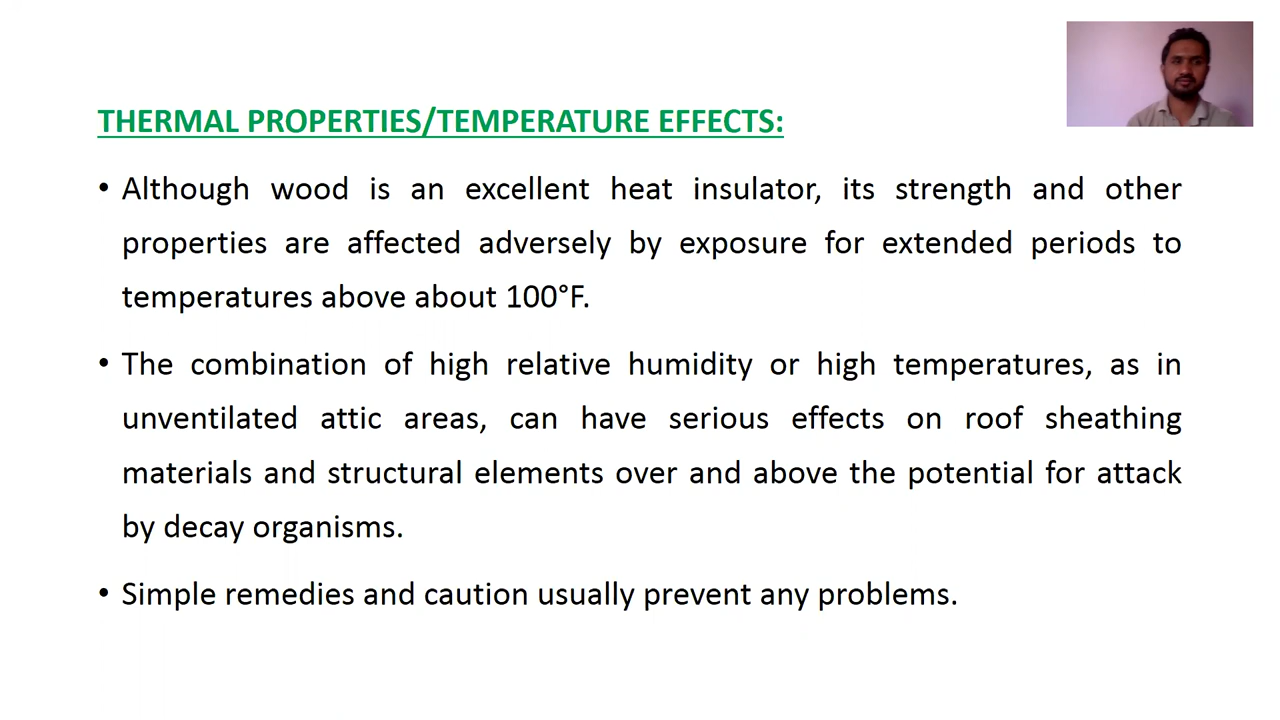 THERMAL PROPERTIES/TEMPERATURE EFFECTS:
• Although wood is an excellent heat insulator, its strength and other
properties are affected adversely by exposure for extended periods to
temperatures above about 100°F.
• The combination of high relative humidity or high temperatures, as in
unventilated attic areas, can have serious effects on roof sheathing
materials and structural elements over and above the potential for attack
by decay organisms.
• Simple remedies and caution usually prevent any problems.